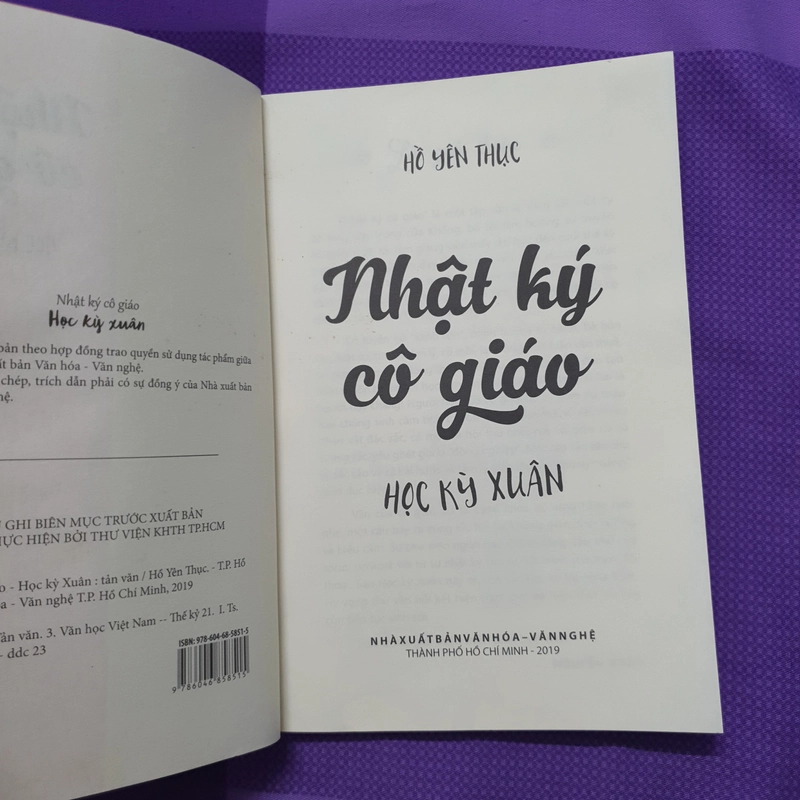 Nhật ký cô giáo
Học kỳ xuân
bản theo hợp đồng trao quyền sử dụng tác phẩm giữa
ất bản Văn hóa - Văn nghệ.
chép, trích dẫn phải có sự đồng ý của Nhà xuất bản
hệ.
GHI BIÊN MỤC TRƯỚC XUẤT BẢN
HỰC HIỆN BỞI THƯ VIỆN KHTH TP.HCM
o - Học kỳ Xuân : tản văn / Hồ Yên Thục. - T.P. Hồ
a - Văn nghệ T.P. Hồ Chí Minh, 2019
ản văn. 3. Văn học Việt Nam -- Thế kỷ 21. I. Ts.
- ddc 23
ISBN: 978-604-68-5851-5
9 786046 858515
HỒ YÊN THỤC
Nhật ký
cô giáo
HỌC KỲ XUÂN
NHÀ XUẤT BẢN VĂN HÓA – VĂN NGHỆ
THÀNH PHỐ HỒ CHÍ MINH - 2019